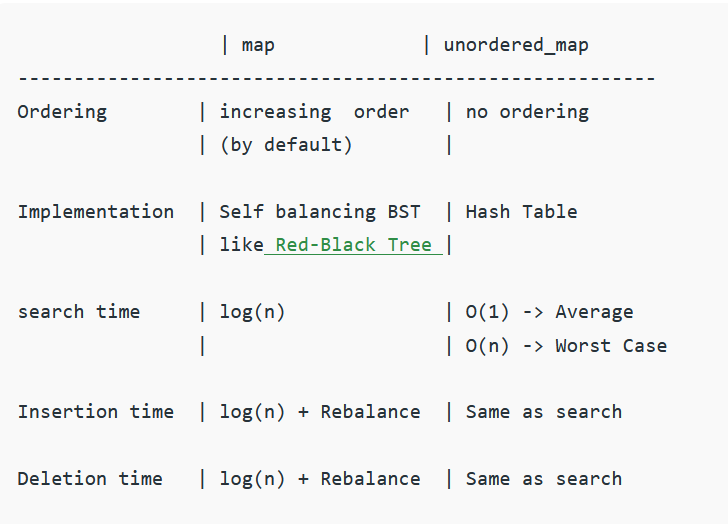 | map | unordered_map
---------------------------------------------------------
Ordering | increasing order | no ordering
| (by default) |
Implementation | Self balancing BST | Hash Table
| like Red-Black Tree |
search time | log(n) | O(1) -> Average
| | O(n) -> Worst Case
Insertion time | log(n) + Rebalance | Same as search
Deletion time | log(n) + Rebalance | Same as search